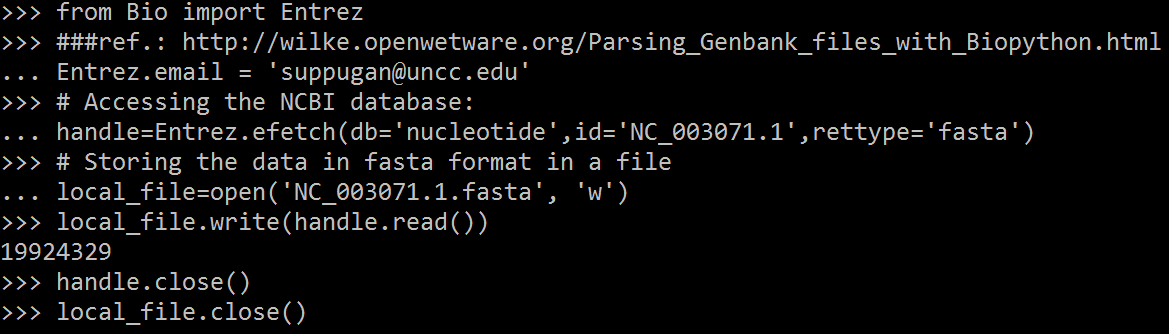 >>> from Bio import Entrez
>>> ###ref.: http://wilke.openwetware.org/Parsing_Genbank_files_with_Biopython.html
... Entrez.email = 'suppugan@uncc.edu'
>>> # Accessing the NCBI database:
... handle=Entrez.efetch(db='nucleotide',id='NC_003071.1',rettype='fasta')
>>> # Storing the data in fasta format in a file
... local_file=open('NC_003071.1.fasta', 'w')
>>> local_file.write(handle.read())
19924329
>>> handle.close()
>>> local_file.close()